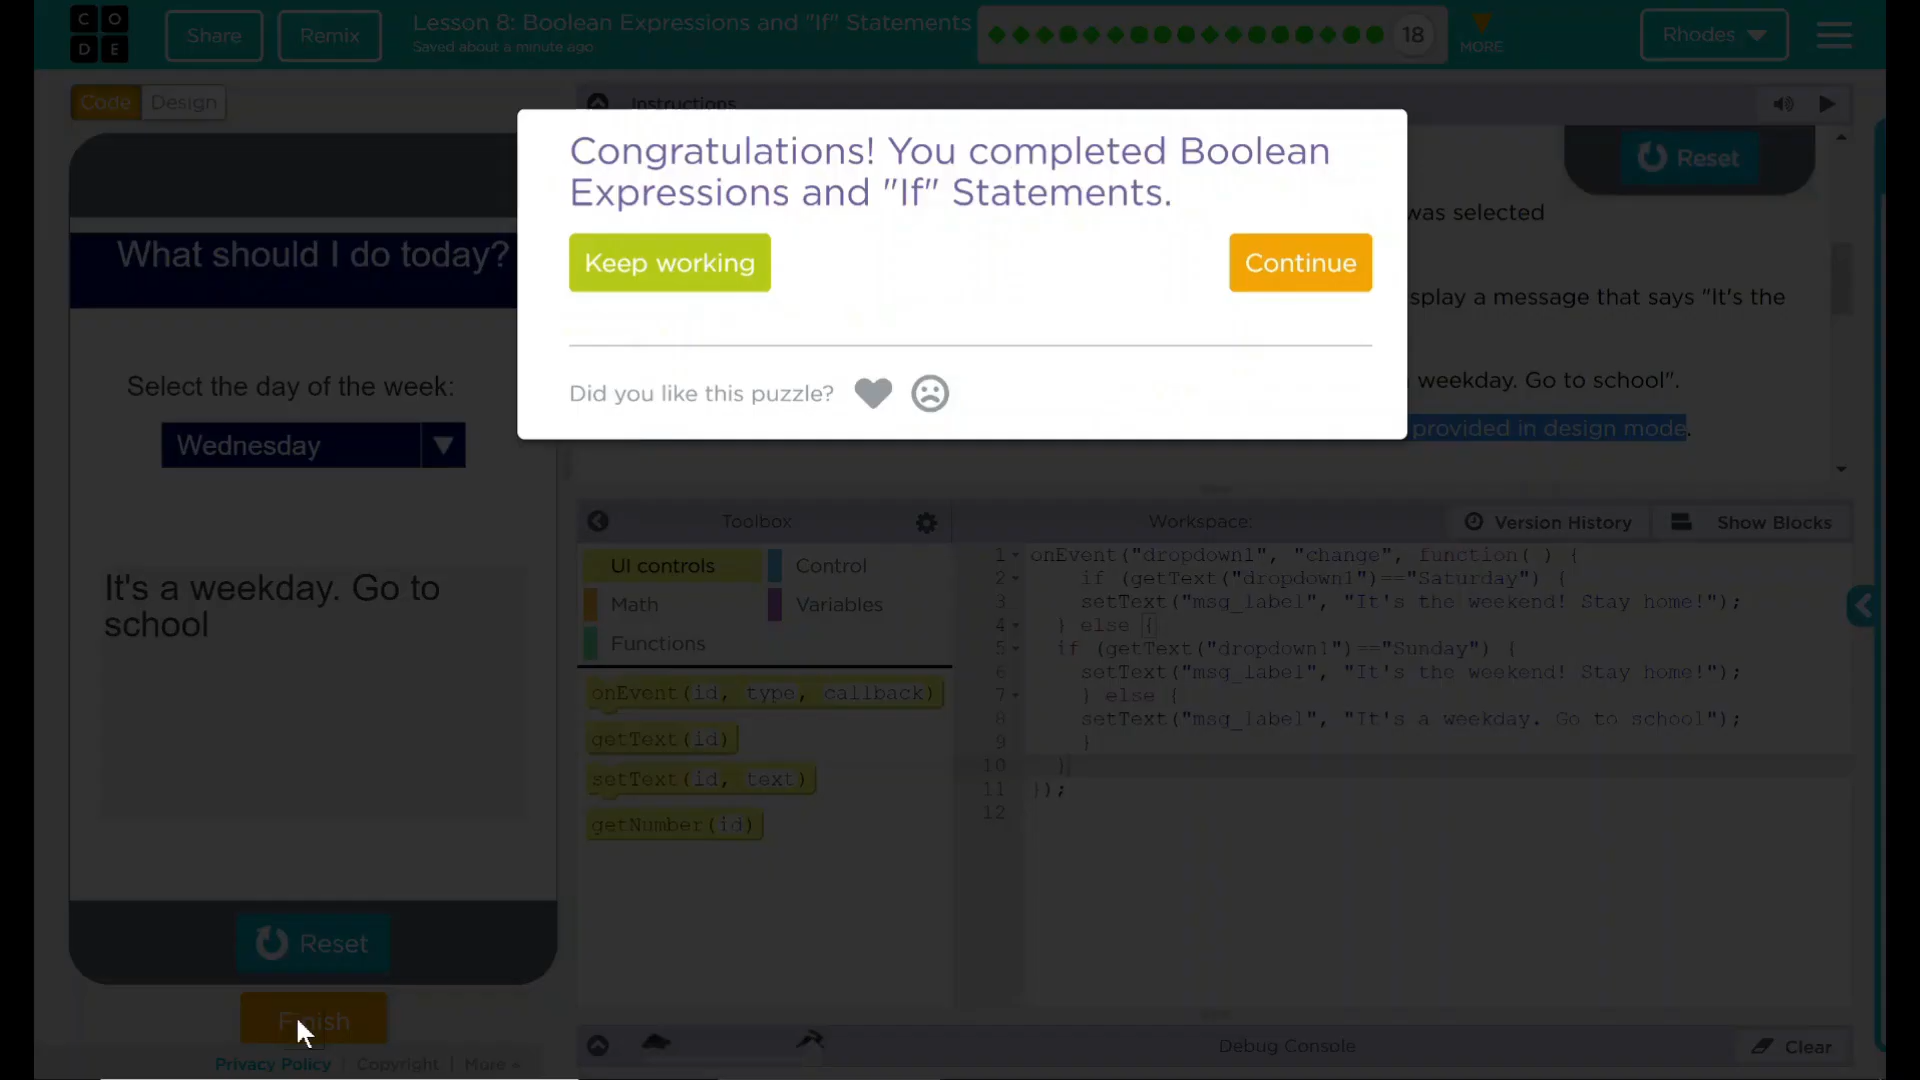 C O
D E
Share
Remix
Lesson 8: Boolean Expressions and "If" Statements
Saved about a minute ago
18
MORE
Rhodes
Code
Design
Instructions
Reset
Congratulations! You completed Boolean
Expressions and "If" Statements.
Keep working
Continue
Did you like this puzzle?
was selected
splay a message that says "It's the
weekday. Go to school".
provided in design mode.
What should I do today?
Select the day of the week:
Wednesday
It's a weekday. Go to
school
Reset
Finish
Privacy Policy | Copyright | More
Toolbox
UI controls
Control
Math
Variables
Functions
onEvent(id, type, callback)
getText(id)
setText(id, text)
getNumber(id)
Workspace:
Version History
Show Blocks
1 onEvent("dropdown1", "change", function( ) {
2 if (getText("dropdown1")=="Saturday") {
3 setText("msg_label", "It's the weekend! Stay home!");
4 } else {
5 if (getText("dropdown1")=="Sunday") {
6 setText("msg_label", "It's the weekend! Stay home!");
7 } else {
8 setText("msg_label", "It's a weekday. Go to school");
9 }
10 }
11 });
12
Debug Console
Clear